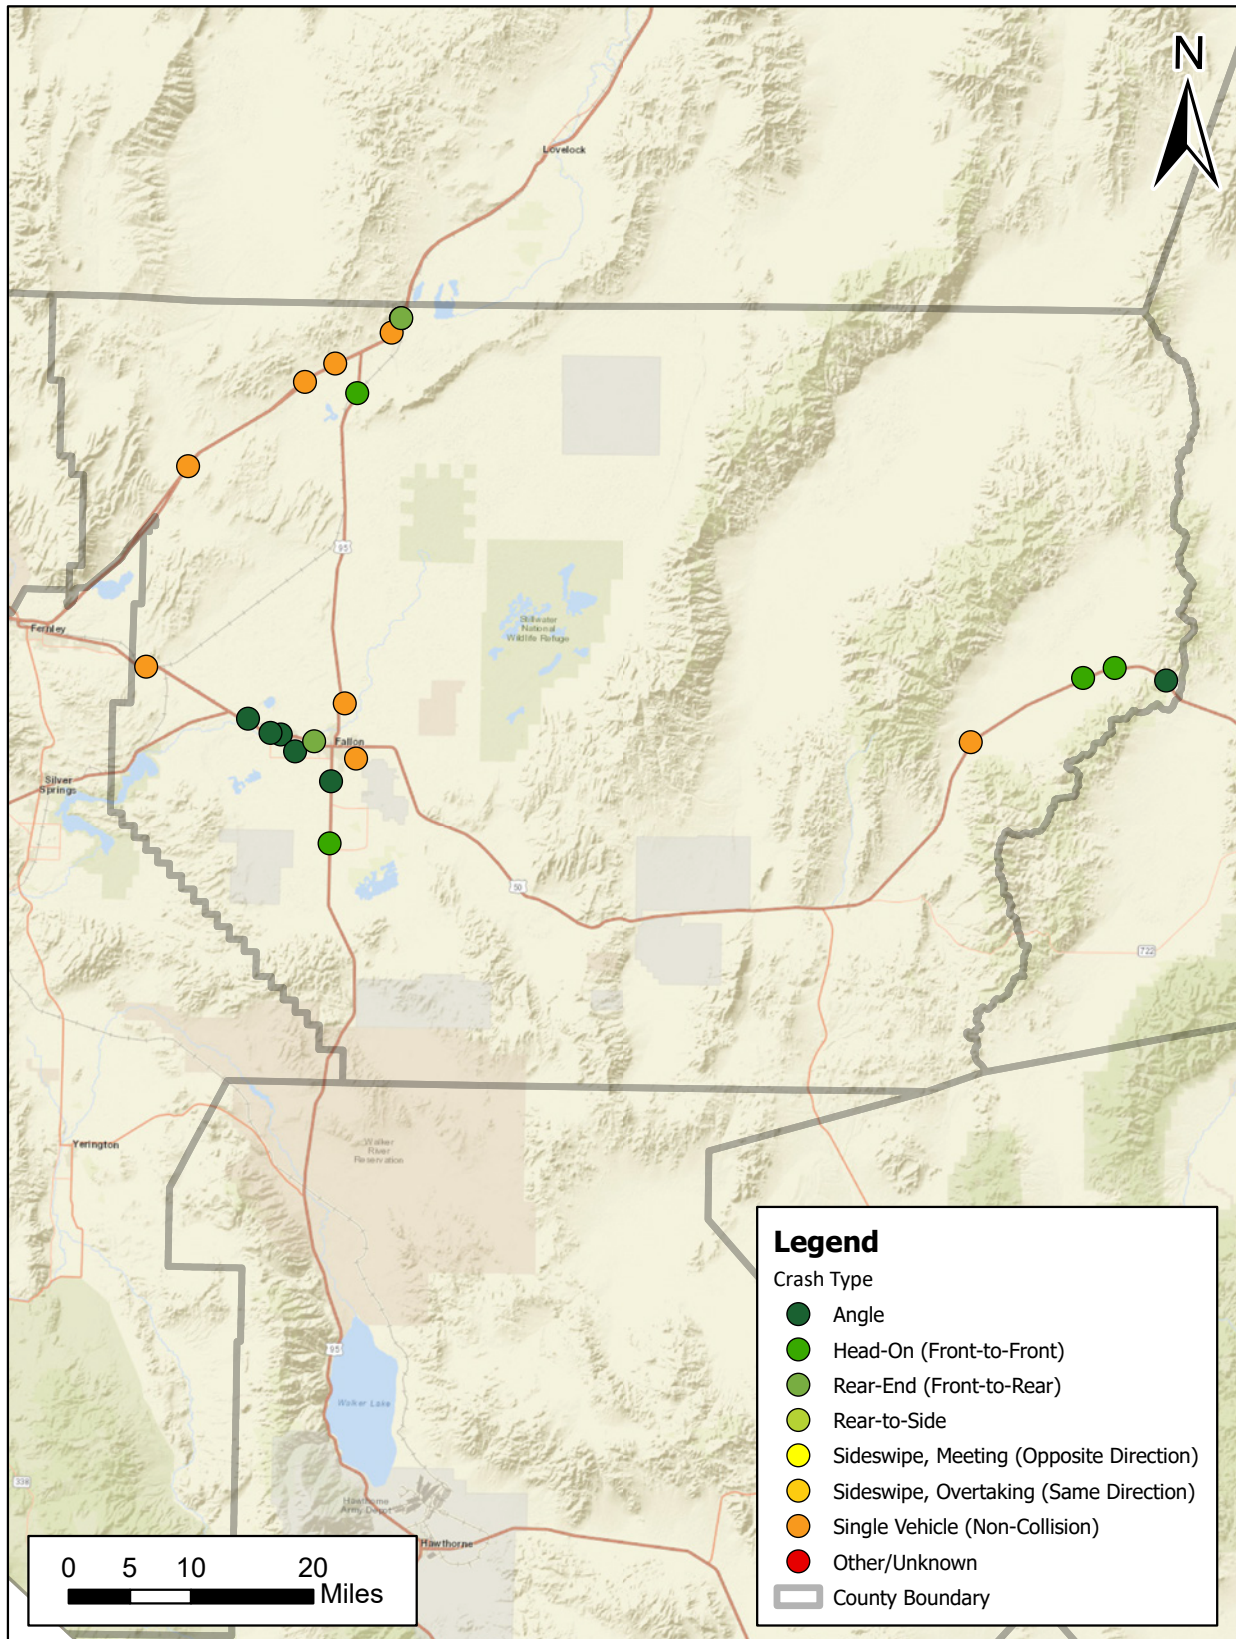 N
Lovelock
95
Fernley
Stillwater
National
Wildlife Refuge
Fallon
Silver
Springs
50
722
Yerington
Walker
River
Reservation
95
Walker Lake
338
Hawthorne
Army Depot
Hawthorne
0 5 10 20
Miles
Legend
Crash Type
Angle
Head-On (Front-to-Front)
Rear-End (Front-to-Rear)
Rear-to-Side
Sideswipe, Meeting (Opposite Direction)
Sideswipe, Overtaking (Same Direction)
Single Vehicle (Non-Collision)
Other/Unknown
County Boundary